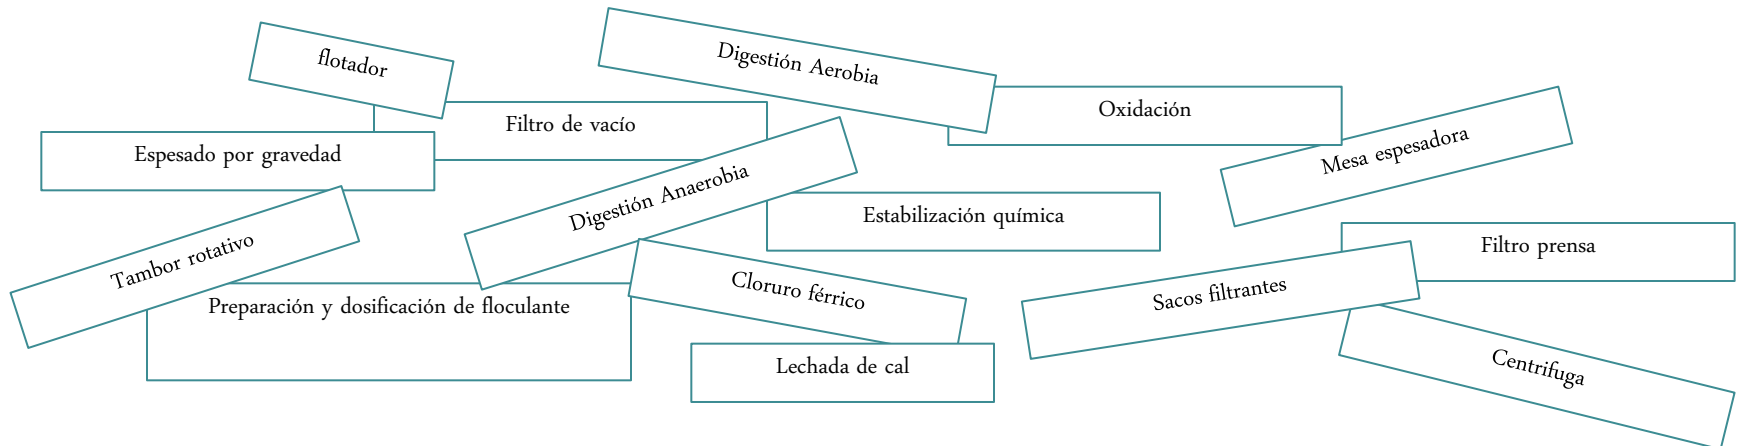 flotador
Digestión Aerobia
Filtro de vacío
Oxidación
Espesado por gravedad
Mesa espesadora
Digestión Anaerobia
Estabilización química
Tambor rotativo
Filtro prensa
Preparación y dosificación de floculante
Cloruro férrico
Sacos filtrantes
Lechada de cal
Centrifuga